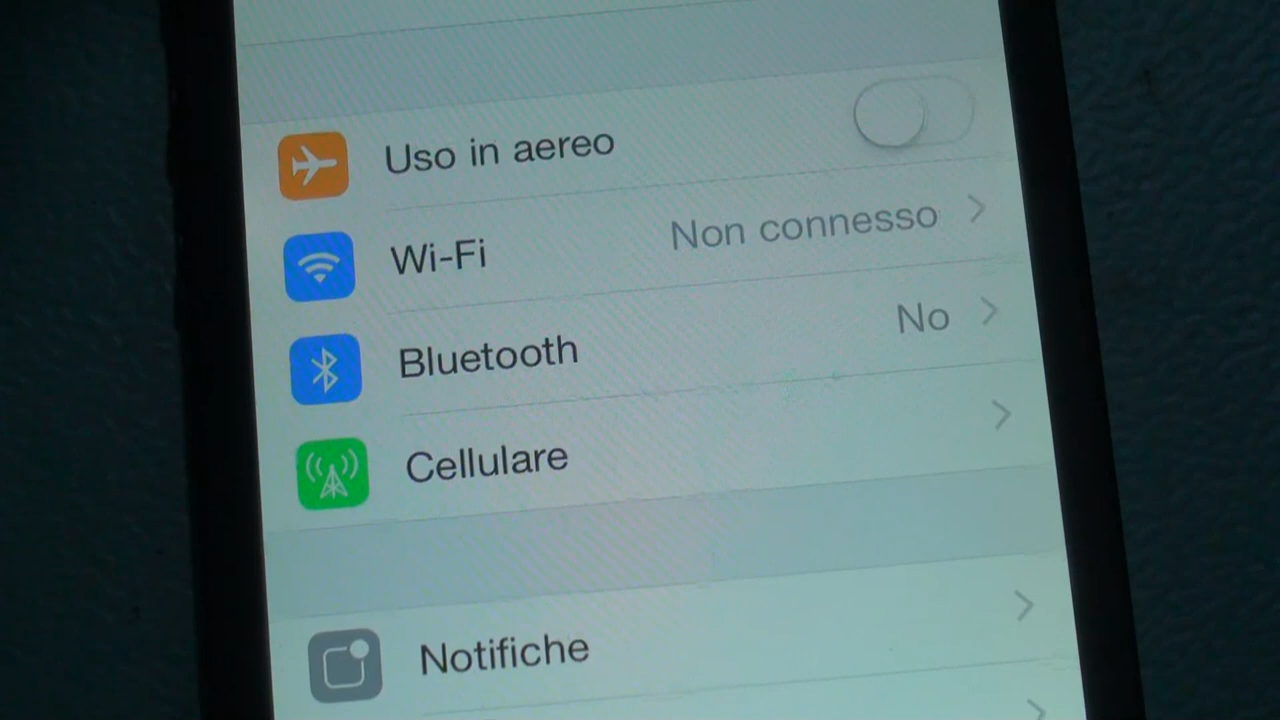 Uso in aereo
Wi-Fi Non connesso
Bluetooth No
Cellulare
Notifiche